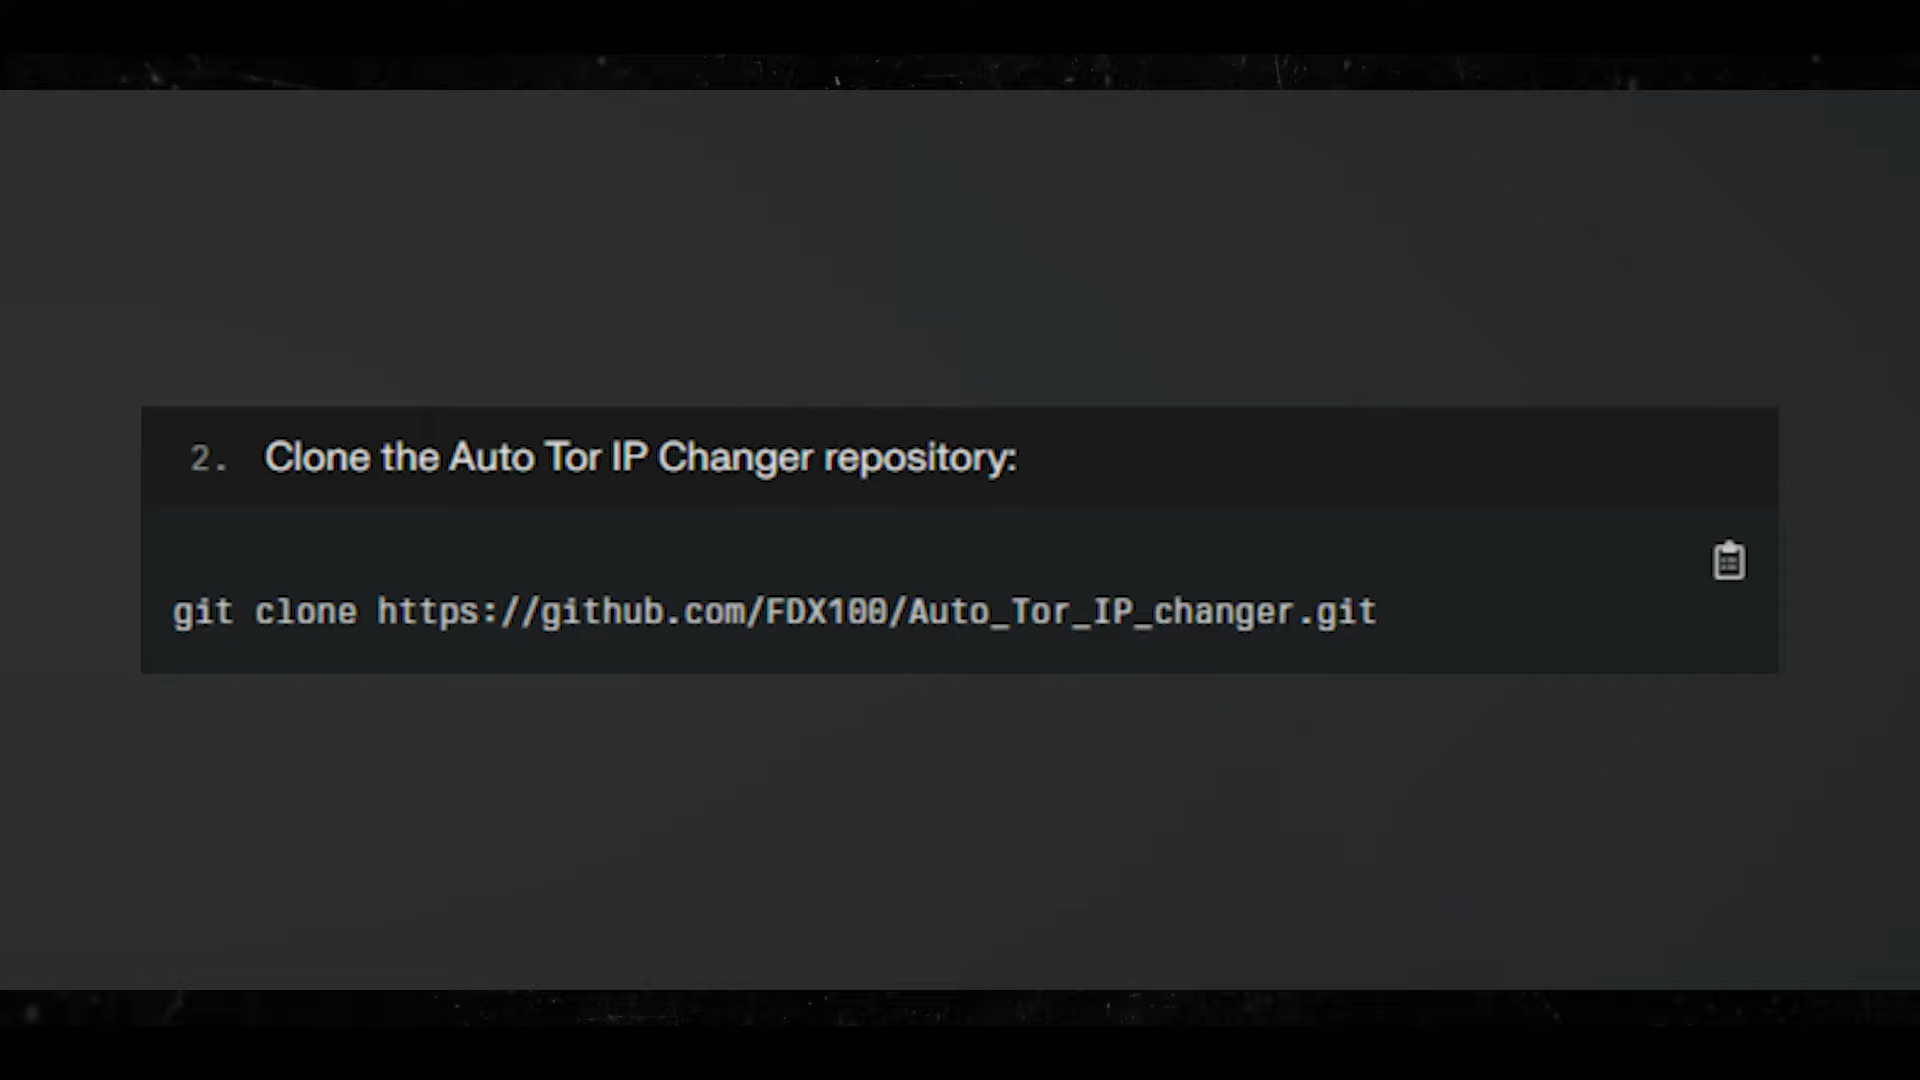 2. Clone the Auto Tor IP Changer repository:
git clone https://github.com/FDX100/Auto_Tor_IP_changer.git